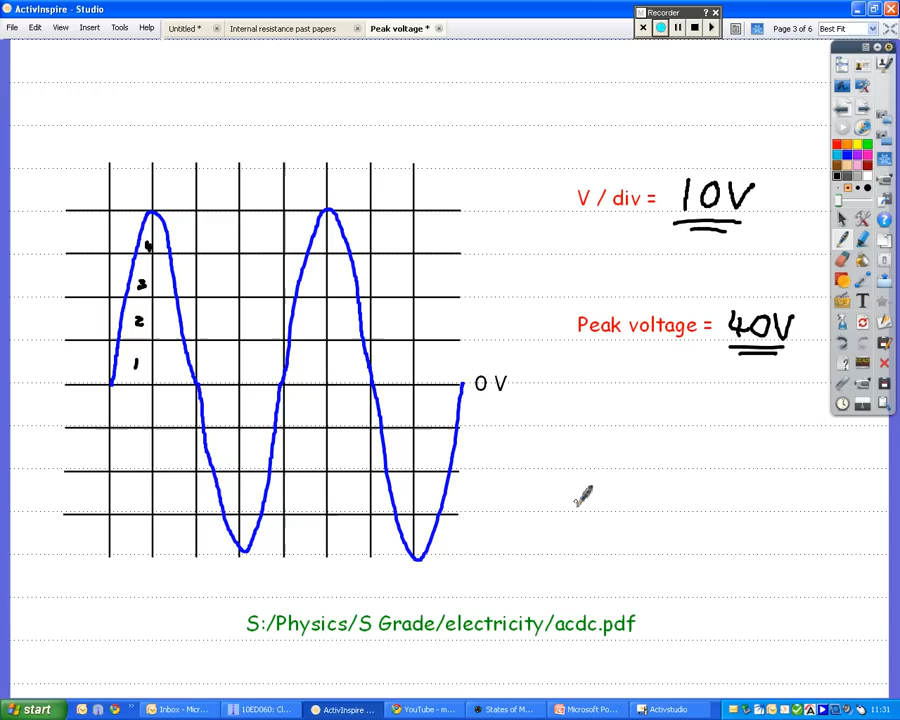 ActivInspire - Studio
Recorder
File Edit View Insert Tools Help
Untitled *
Internal resistance past papers
Peak voltage *
Page 3 of 6
Best Fit
V / div = 10V
4
3
2
1
Peak voltage = 40V
0 V
S:/Physics/S Grade/electricity/acdc.pdf
start
Inbox - Micr...
10ED060: Cl...
ActivInspire ...
YouTube - m...
States of M...
Microsoft Po...
Activstudio
11:31